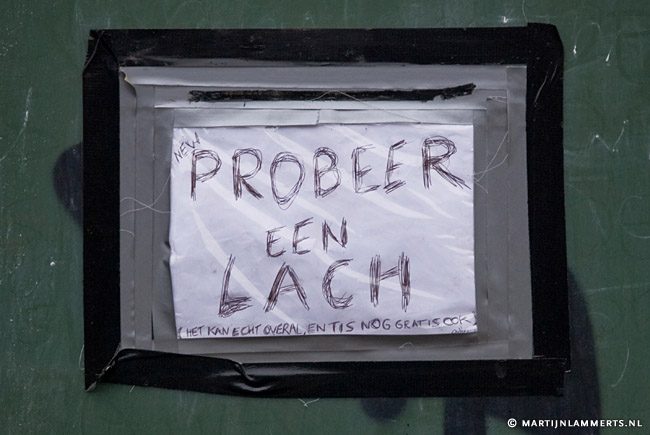 NEW
PROBEER
EEN
LACH
HET KAN ECHT OVERAL, EN TIS NOG GRATIS OOK
© MARTIJNLAMMERTS.NL